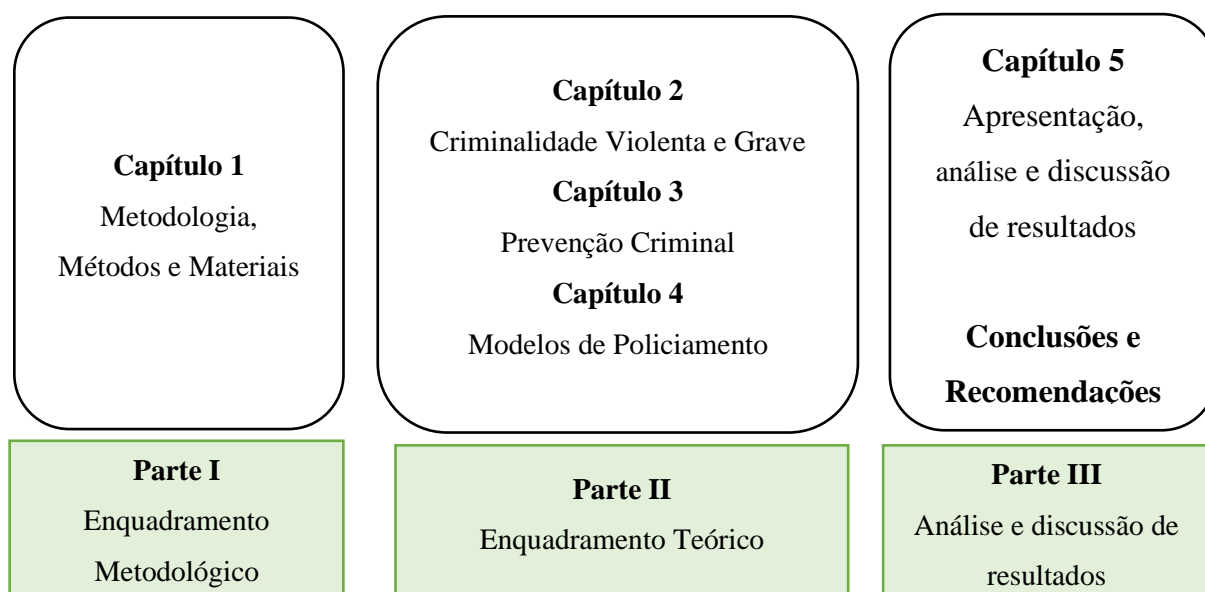 Capítulo 1
Metodologia,
Métodos e Materiais
Parte I
Enquadramento
Metodológico
Capítulo 2
Criminalidade Violenta e Grave
Capítulo 3
Prevenção Criminal
Capítulo 4
Modelos de Policiamento
Parte II
Enquadramento Teórico
Capítulo 5
Apresentação,
análise e discussão
de resultados
Conclusões e
Recomendações
Parte III
Análise e discussão de
resultados